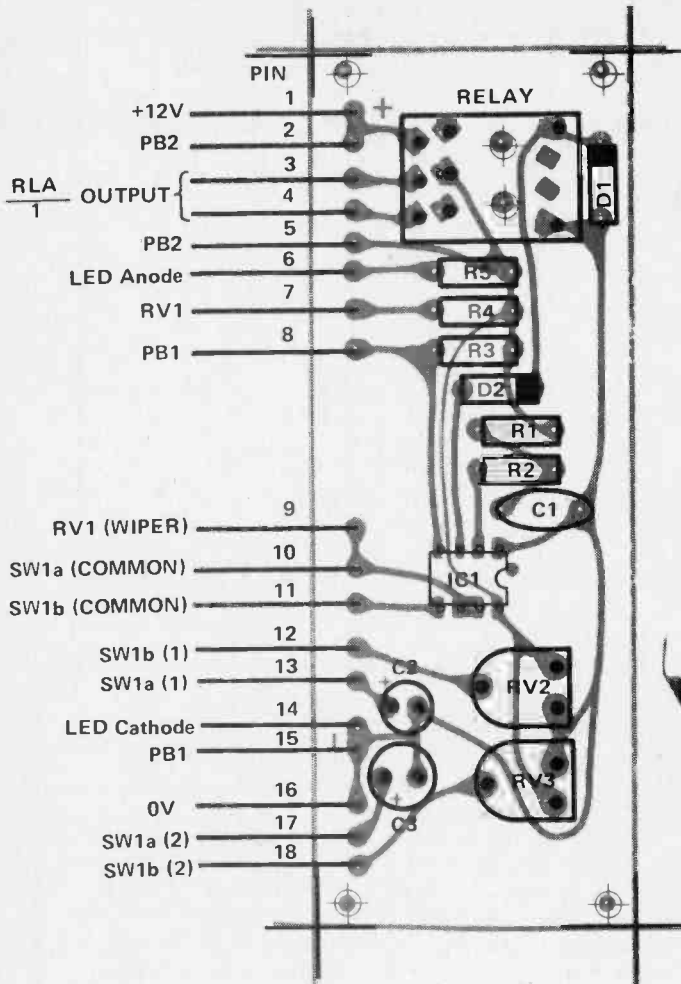 PIN
RELAY
+12V 1
+
PB2 2
RLA/1 OUTPUT 3
4
D1
PB2 5
LED Anode 6
R5
RV1 7
R4
PB1 8
R3
D2
R1
R2
C1
RV1 (WIPER) 9
SW1a (COMMON) 10
IC1
SW1b (COMMON) 11
SW1b (1) 12
SW1a (1) 13
C2
+
RV2
LED Cathode 14
PB1 15
RV3
0V 16
+
C3
SW1a (2) 17
SW1b (2) 18